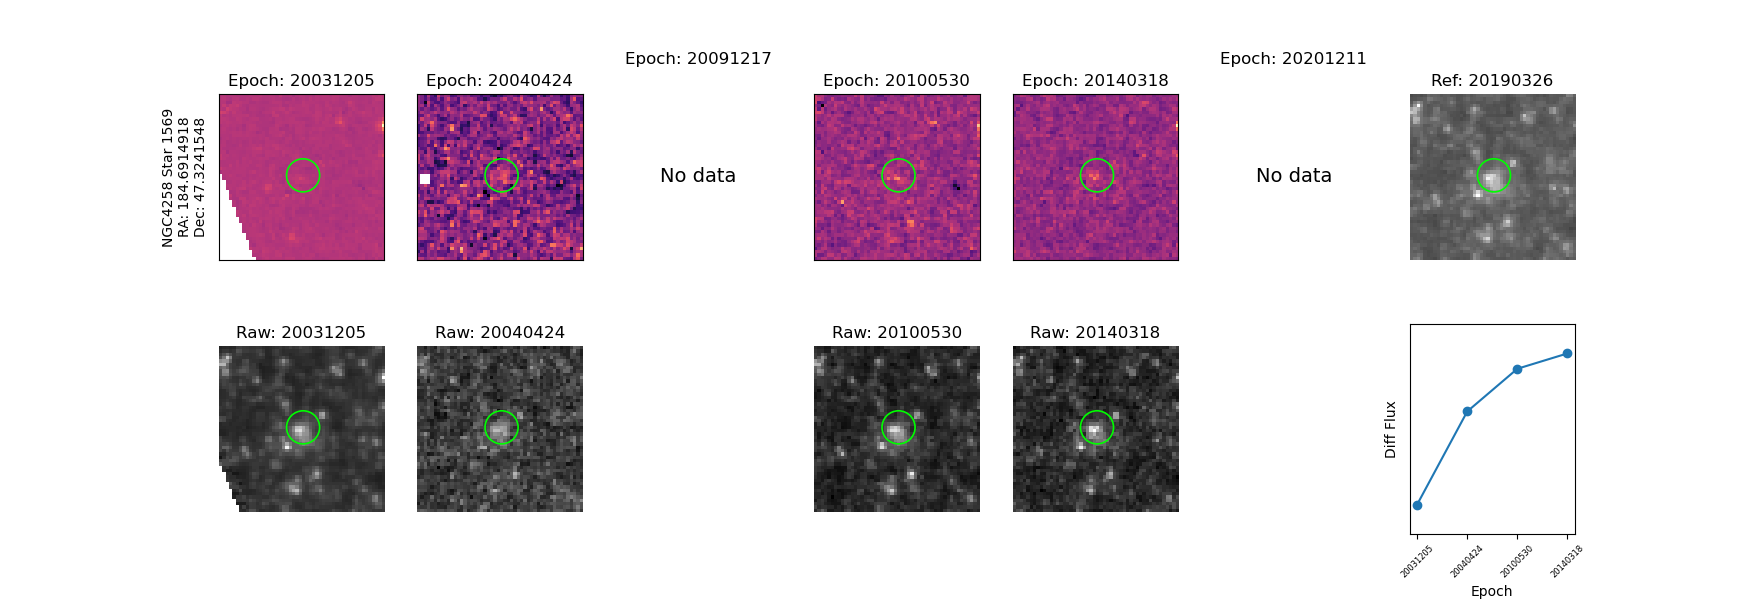 NGC4258 Star 1569
RA: 184.6914918
Dec: 47.3241548
Epoch: 20031205
Epoch: 20040424
Epoch: 20091217
No data
Epoch: 20100530
Epoch: 20140318
Epoch: 20201211
No data
Ref: 20190326
Raw: 20031205
Raw: 20040424
Raw: 20100530
Raw: 20140318
Diff Flux
20031205
20040424
20100530
20140318
Epoch